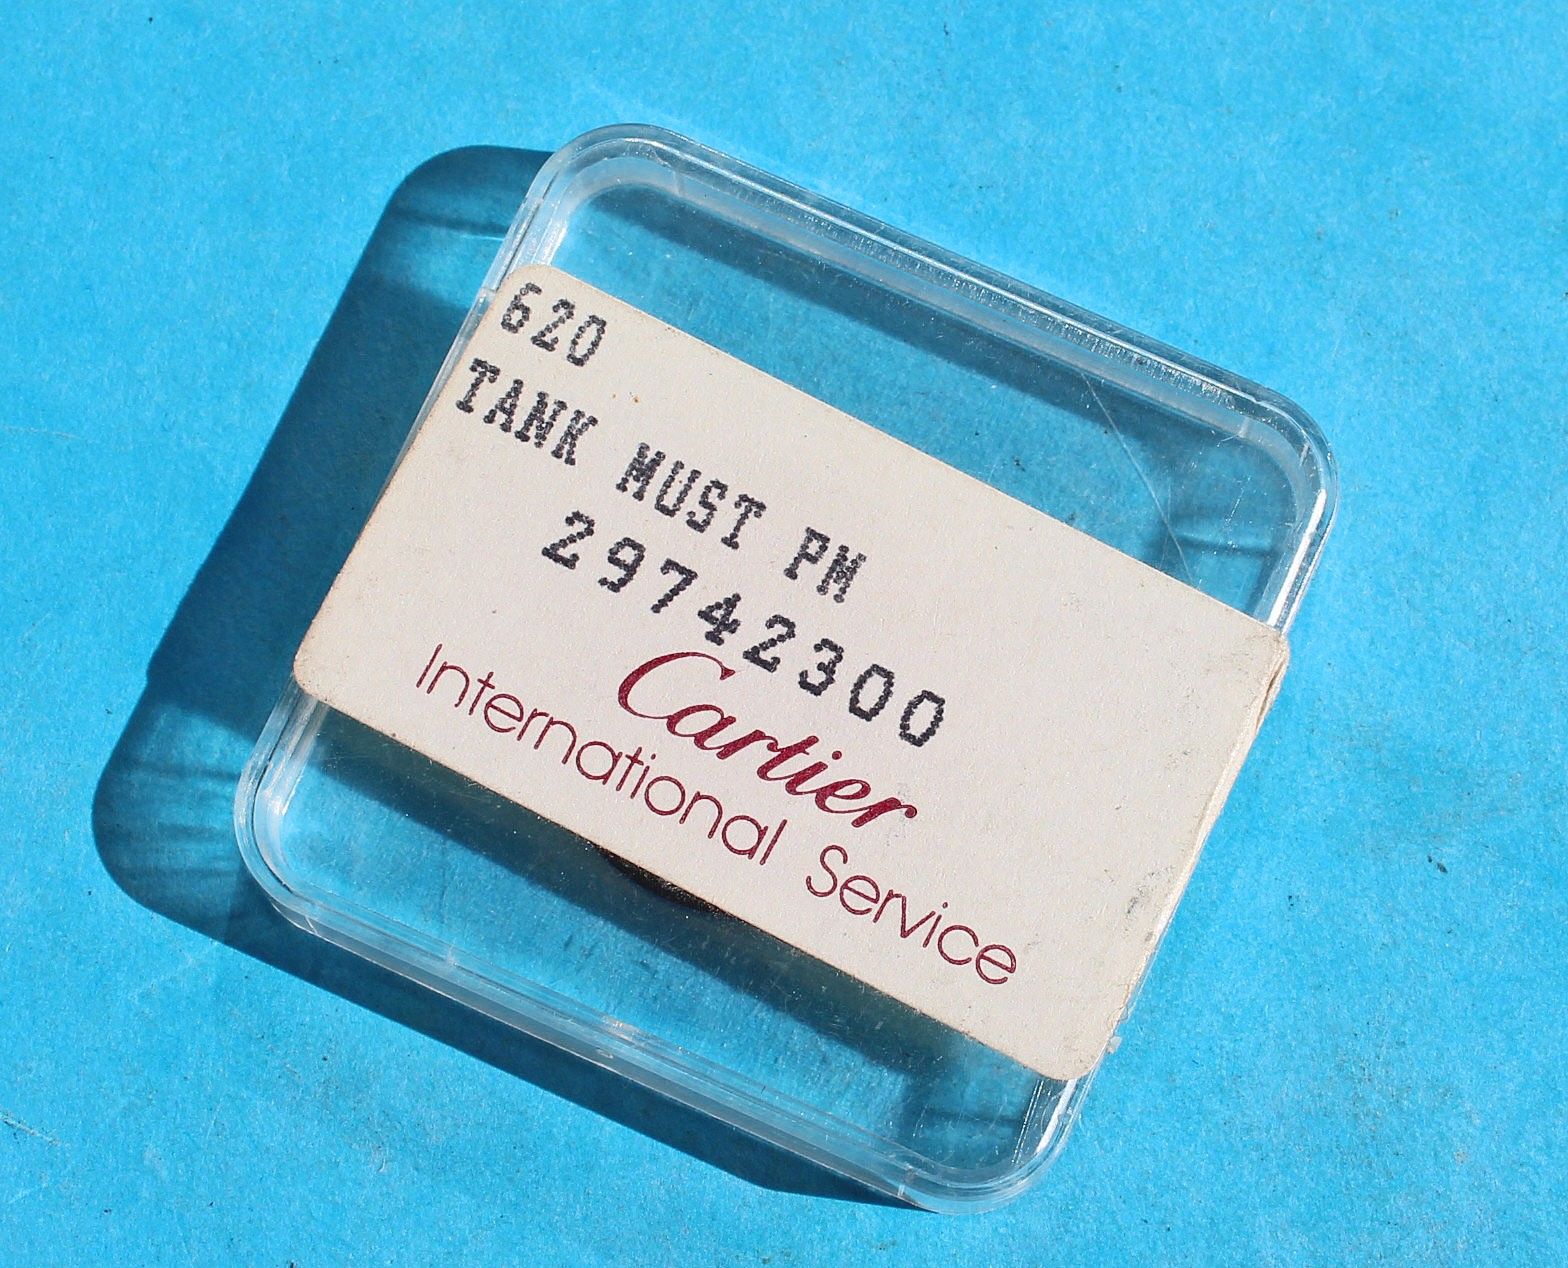 620
TANK MUST PM
29742300
Cartier
International Service